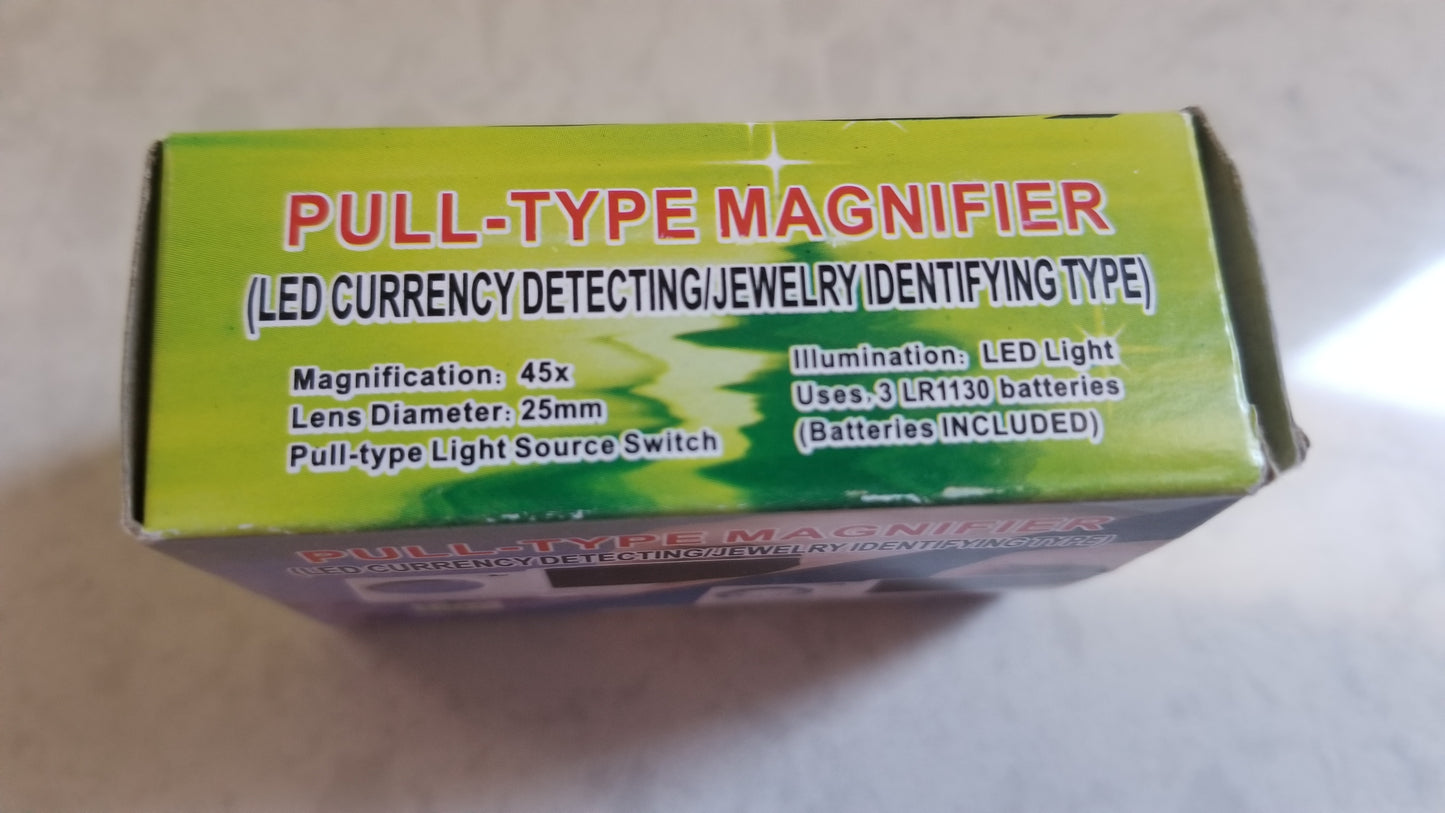 PULL-TYPE MAGNIFIER
(LED CURRENCY DETECTING/JEWELRY IDENTIFYING TYPE)
Magnification: 45x
Lens Diameter: 25mm
Pull-type Light Source Switch
Illumination: LED Light
Uses, 3 LR1130 batteries
(Batteries INCLUDED)
PULL-TYPE MAGNIFIER
(LED CURRENCY DETECTING/JEWELRY IDENTIFYING TYPE)